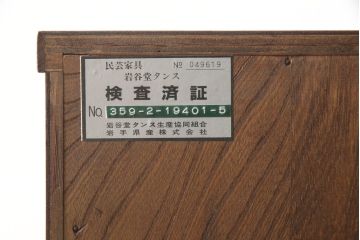 民芸家具 No 049619
岩谷堂タンス
検査済証
No. 359-2-19401-5
岩谷堂タンス生産協同組合
岩手県産株式会社